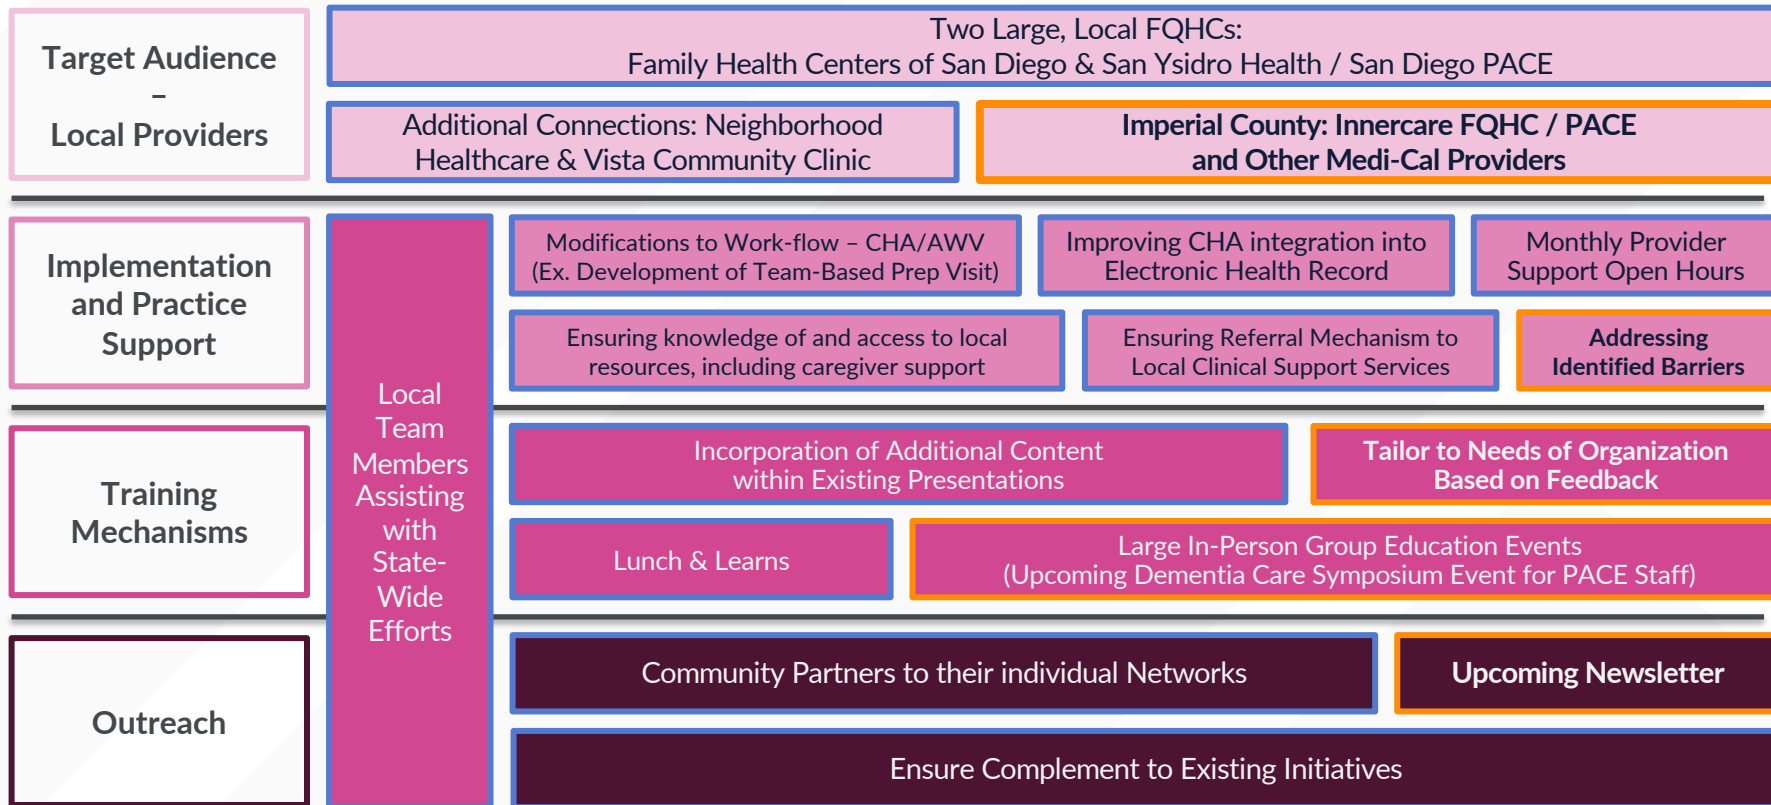 Target Audience
–
Local Providers
Two Large, Local FQHCs:
Family Health Centers of San Diego & San Ysidro Health / San Diego PACE
Additional Connections: Neighborhood
Healthcare & Vista Community Clinic
Imperial County: Innercare FQHC / PACE
and Other Medi-Cal Providers
Implementation
and Practice
Support
Local
Team
Members
Assisting
with
State-
Wide
Efforts
Modifications to Work-flow – CHA/AWV
(Ex. Development of Team-Based Prep Visit)
Improving CHA integration into
Electronic Health Record
Monthly Provider
Support Open Hours
Ensuring knowledge of and access to local
resources, including caregiver support
Ensuring Referral Mechanism to
Local Clinical Support Services
Addressing
Identified Barriers
Training
Mechanisms
Incorporation of Additional Content
within Existing Presentations
Tailor to Needs of Organization
Based on Feedback
Lunch & Learns
Large In-Person Group Education Events
(Upcoming Dementia Care Symposium Event for PACE Staff)
Outreach
Community Partners to their individual Networks
Upcoming Newsletter
Ensure Complement to Existing Initiatives